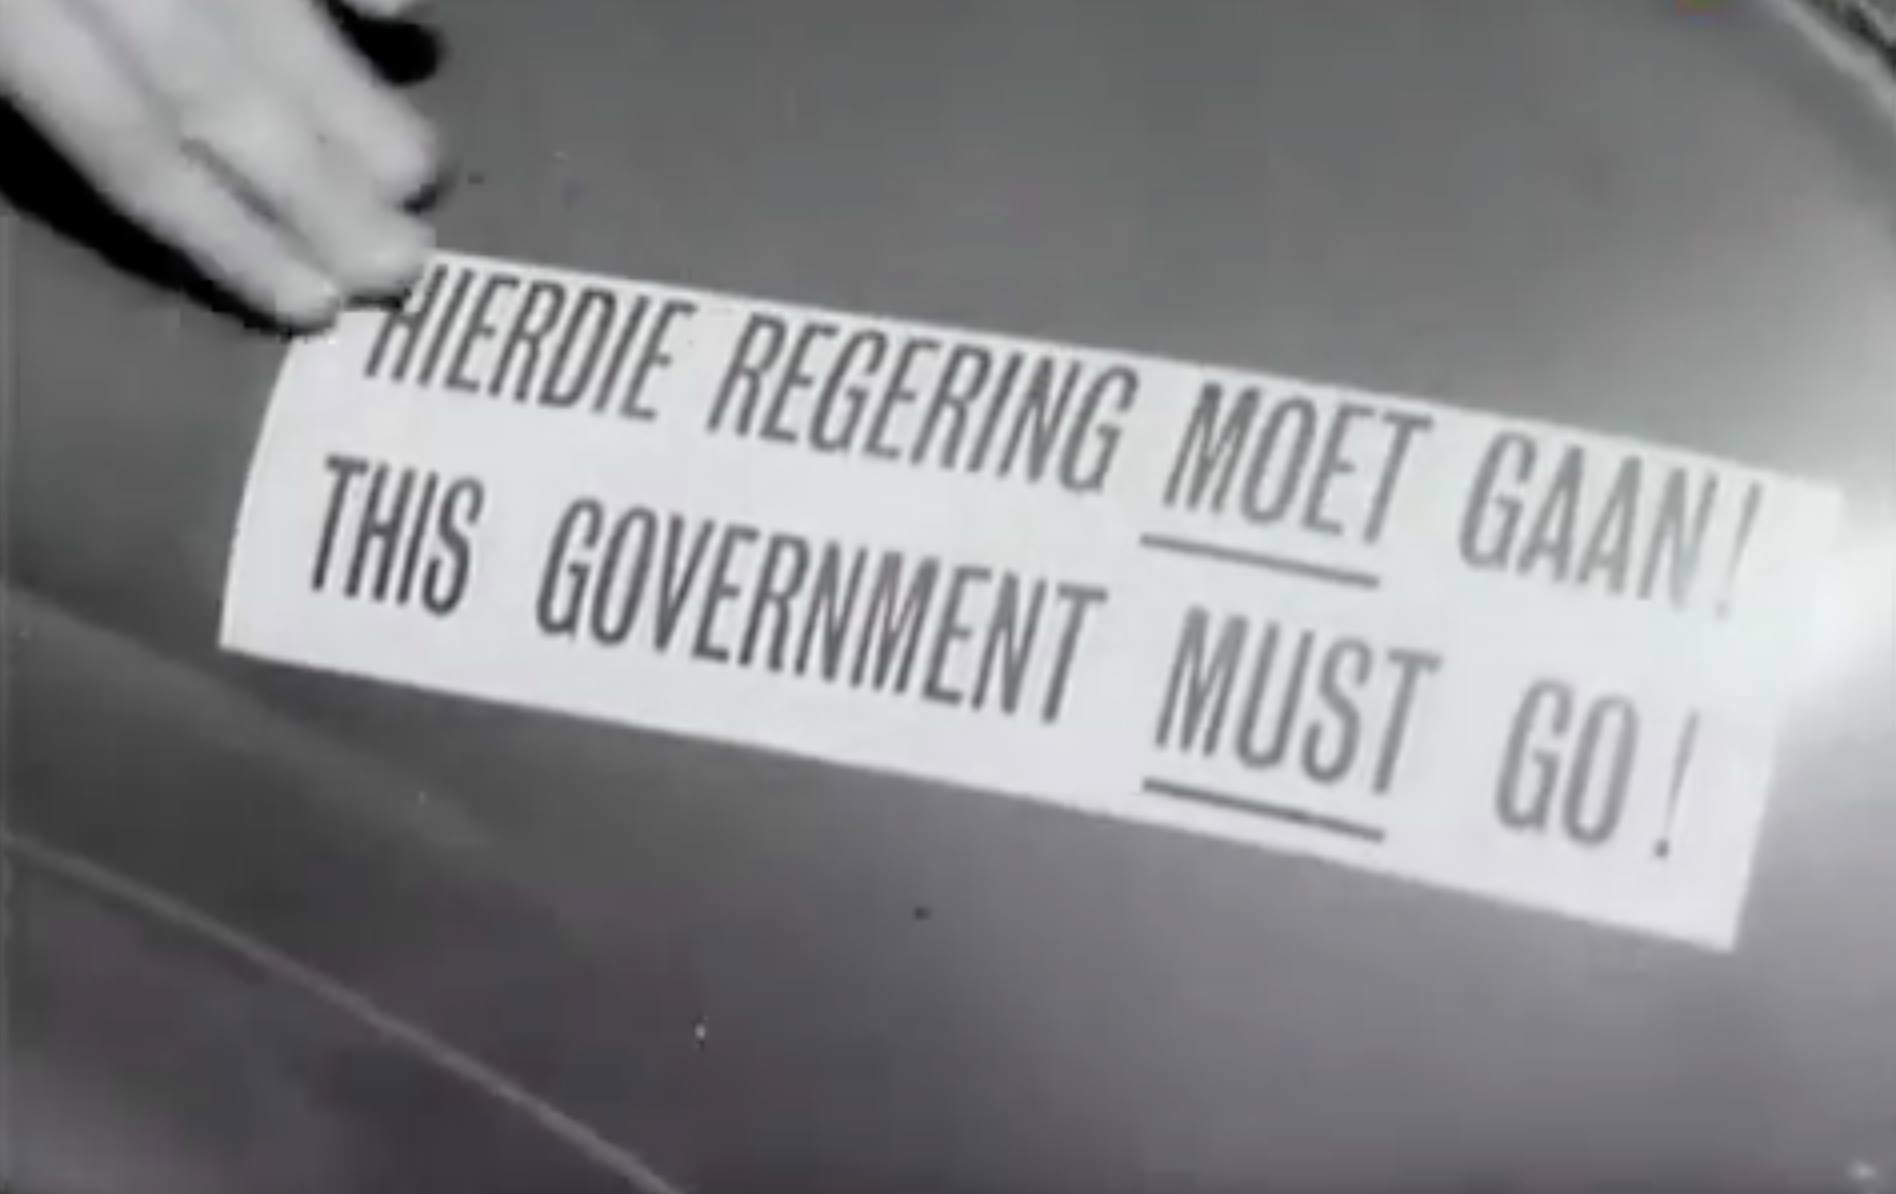 HIERDIE REGERING MOET GAAN!
THIS GOVERNMENT MUST GO!